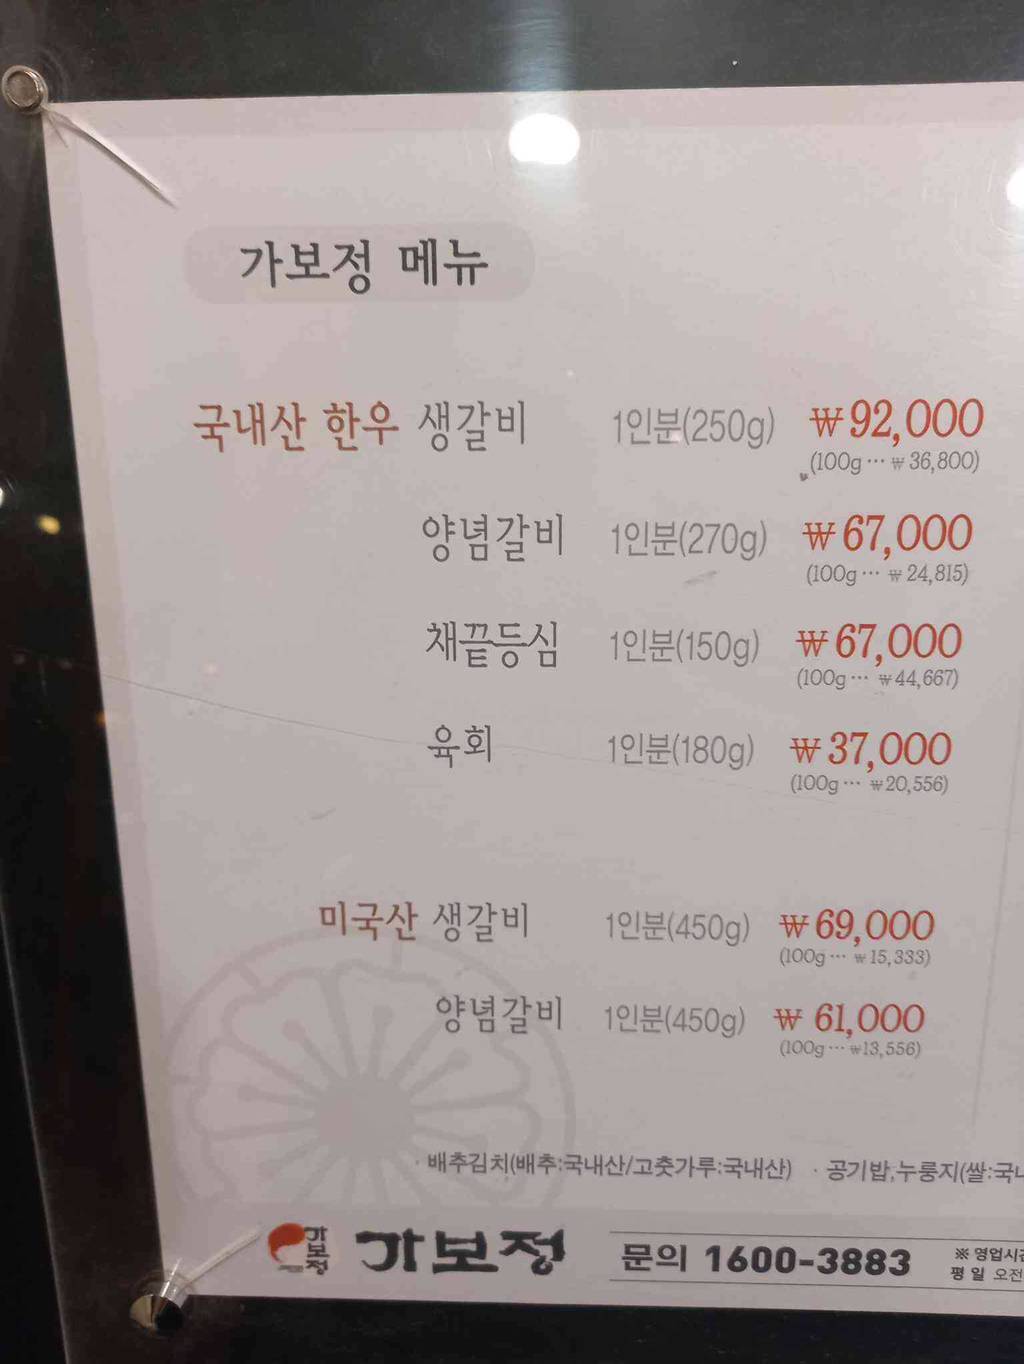 가보정 메뉴
국내산 한우 생갈비 1인분(250g) ₩92,000
(100g ··· ₩36,800)
양념갈비 1인분(270g) ₩67,000
(100g ··· ₩24,815)
채끝등심 1인분(150g) ₩67,000
(100g ··· ₩44,667)
육회 1인분(180g) ₩37,000
(100g ··· ₩20,556)
미국산 생갈비 1인분(450g) ₩69,000
(100g ··· ₩15,333)
양념갈비 1인분(450g) ₩61,000
(100g ··· ₩13,556)
· 배추김치(배추:국내산/고춧가루:국내산) · 공기밥,누룽지(쌀:국내
가보정 가보정 문의 1600-3883
※ 영업시간
평 일 오전